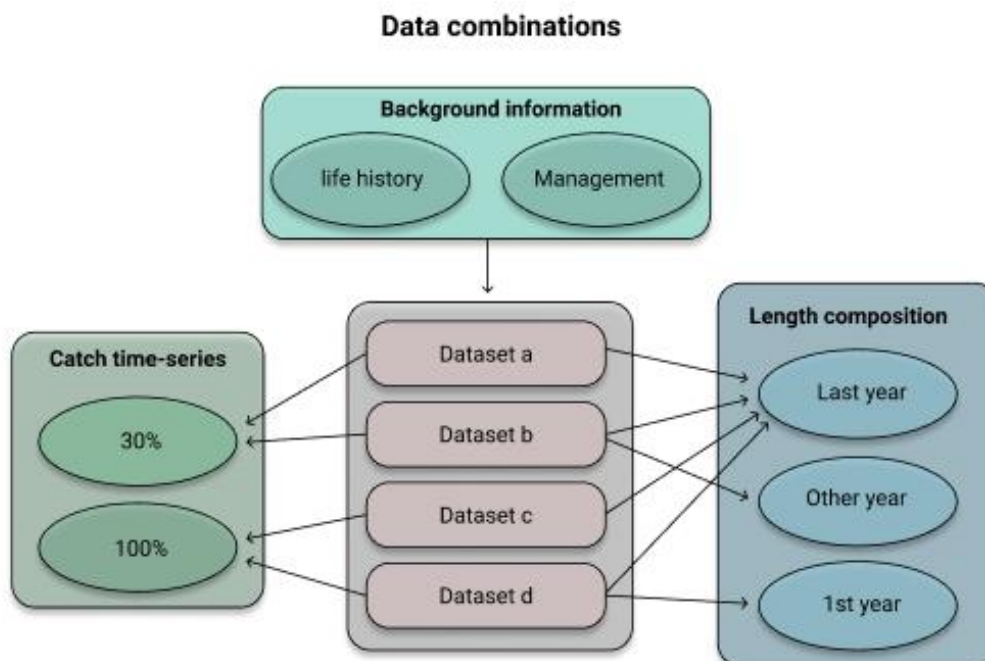 Data combinations
Background information
life history
Management
Catch time-series
30%
100%
Dataset a
Dataset b
Dataset c
Dataset d
Length composition
Last year
Other year
1st year